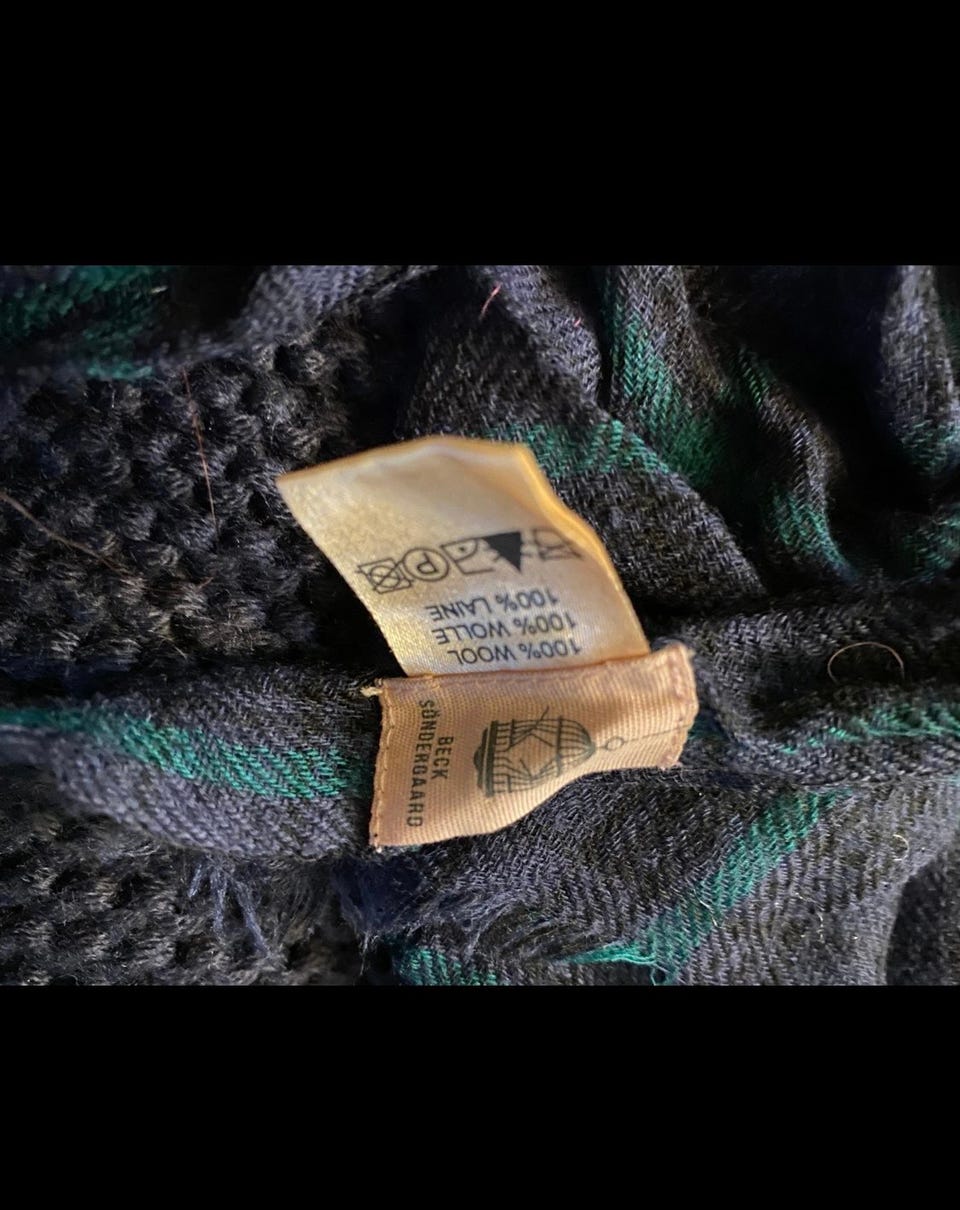 100% WOOL
100% WOLLE
100% LAINE
P
BECK
SÖNDERGAARD